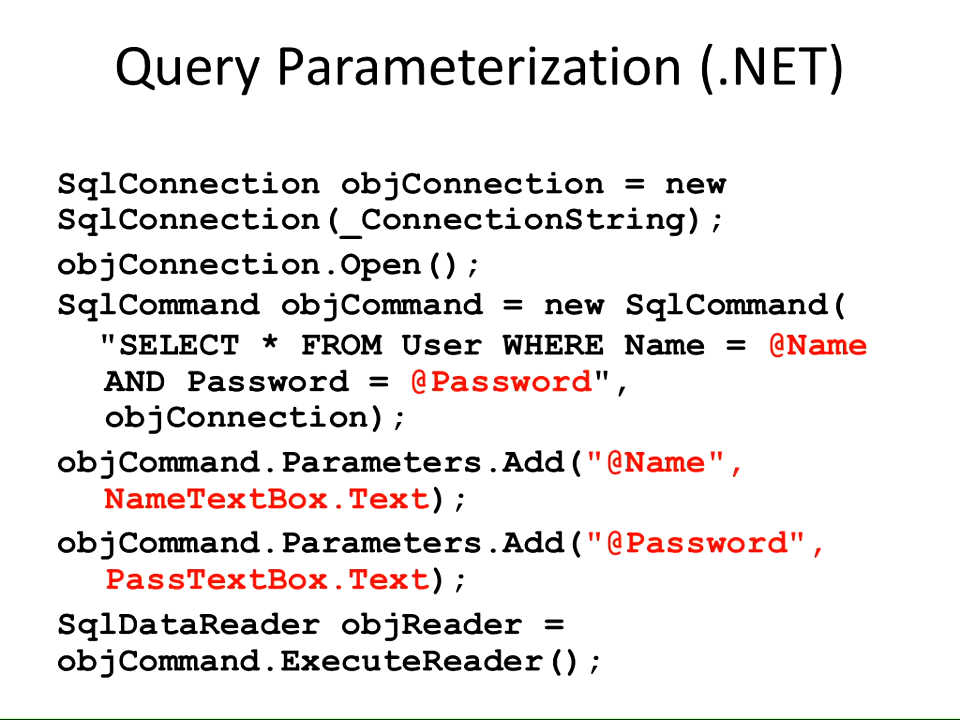 Query Parameterization (.NET)
SqlConnection objConnection = new
SqlConnection(_ConnectionString);
objConnection.Open();
SqlCommand objCommand = new SqlCommand(
"SELECT * FROM User WHERE Name = @Name
AND Password = @Password",
objConnection);
objCommand.Parameters.Add("@Name",
NameTextBox.Text);
objCommand.Parameters.Add("@Password",
PassTextBox.Text);
SqlDataReader objReader =
objCommand.ExecuteReader();